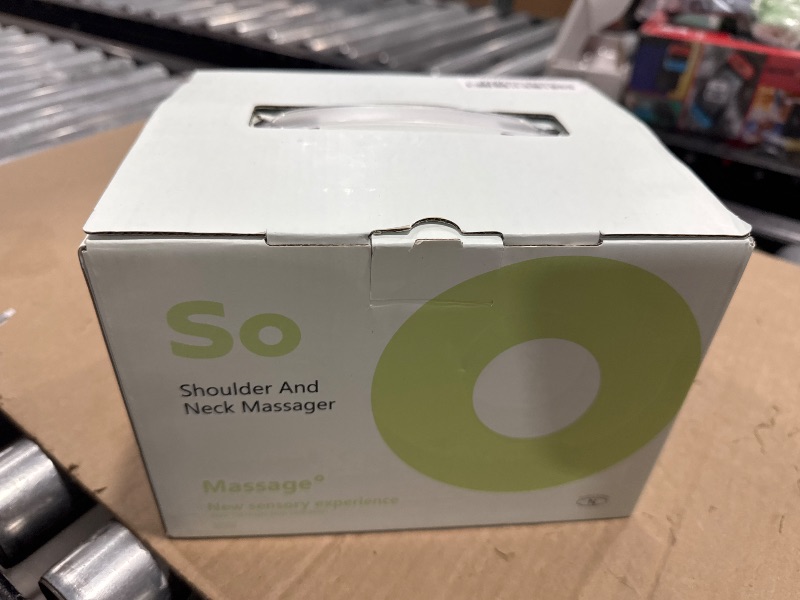 So
Shoulder And
Neck Massager
Massage°
New sensory experience